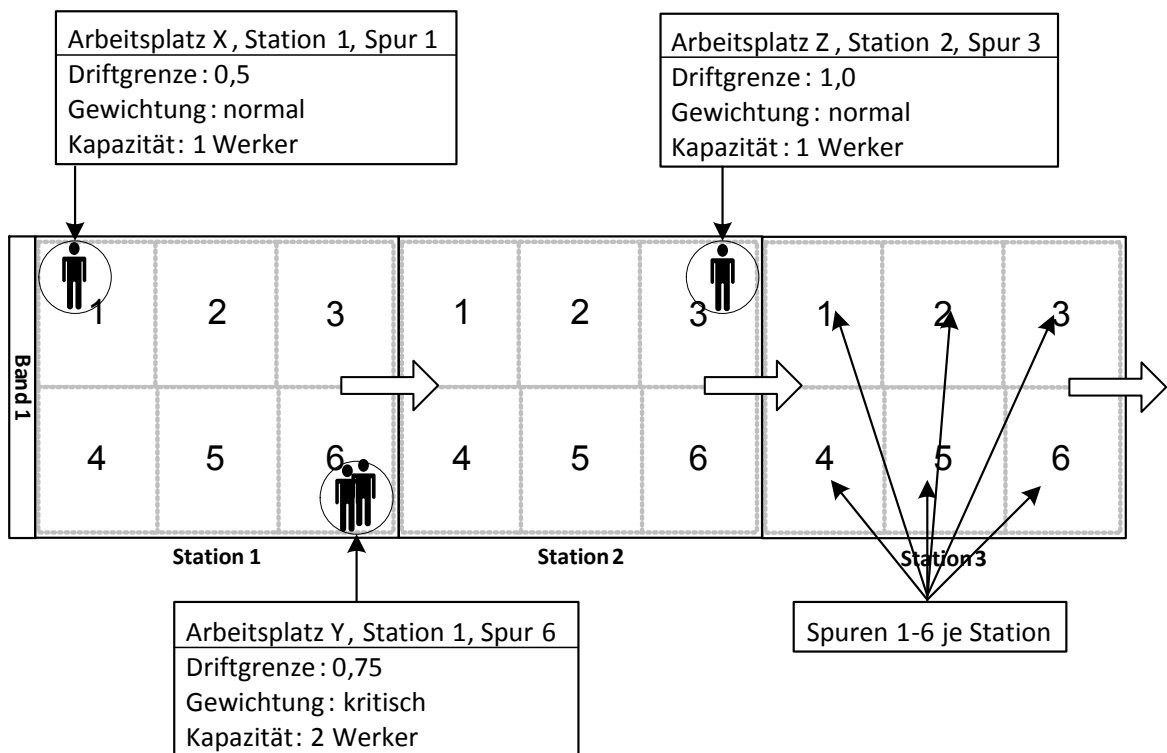 Arbeitsplatz X, Station 1, Spur 1
Driftgrenze: 0,5
Gewichtung: normal
Kapazität: 1 Werker
Arbeitsplatz Z, Station 2, Spur 3
Driftgrenze: 1,0
Gewichtung: normal
Kapazität: 1 Werker
Band 1
1 2 3 1 2 3 1 2 3
4 5 6 4 5 6 4 5 6
Station 1 Station 2 Station 3
Arbeitsplatz Y, Station 1, Spur 6
Driftgrenze: 0,75
Gewichtung: kritisch
Kapazität: 2 Werker
Spuren 1-6 je Station